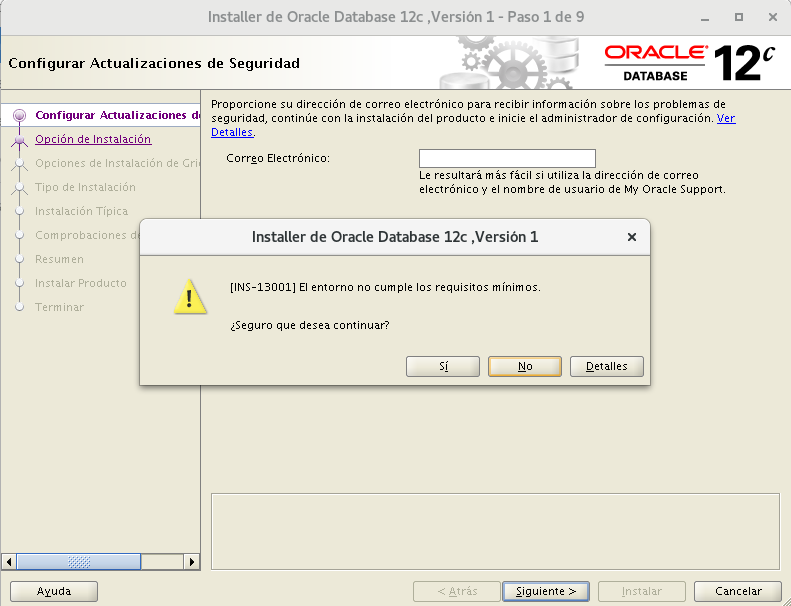 Installer de Oracle Database 12c ,Versión 1 - Paso 1 de 9
Configurar Actualizaciones de Seguridad
ORACLE
DATABASE
12c
Configurar Actualizaciones d
Opción de Instalación
Opciones de Instalación de Gri
Tipo de Instalación
Instalación Típica
Comprobaciones d
Resumen
Instalar Producto
Terminar
Proporcione su dirección de correo electrónico para recibir información sobre los problemas de
seguridad, continúe con la instalación del producto e inicie el administrador de configuración. Ver
Detalles.
Correo Electrónico:
Le resultará más fácil si utiliza la dirección de correo
electrónico y el nombre de usuario de My Oracle Support.
Installer de Oracle Database 12c ,Versión 1
[INS-13001] El entorno no cumple los requisitos mínimos.
¿Seguro que desea continuar?
Sí
No
Detalles
Ayuda
< Atrás
Siguiente >
Instalar
Cancelar